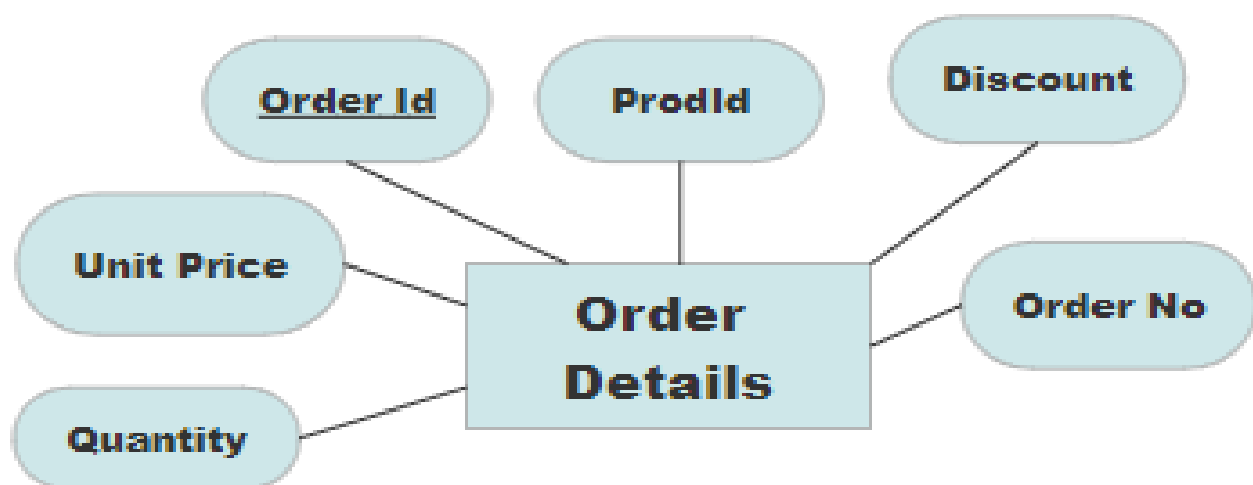 Order Id
ProdId
Discount
Unit Price
Order No
Order
Details
Quantity